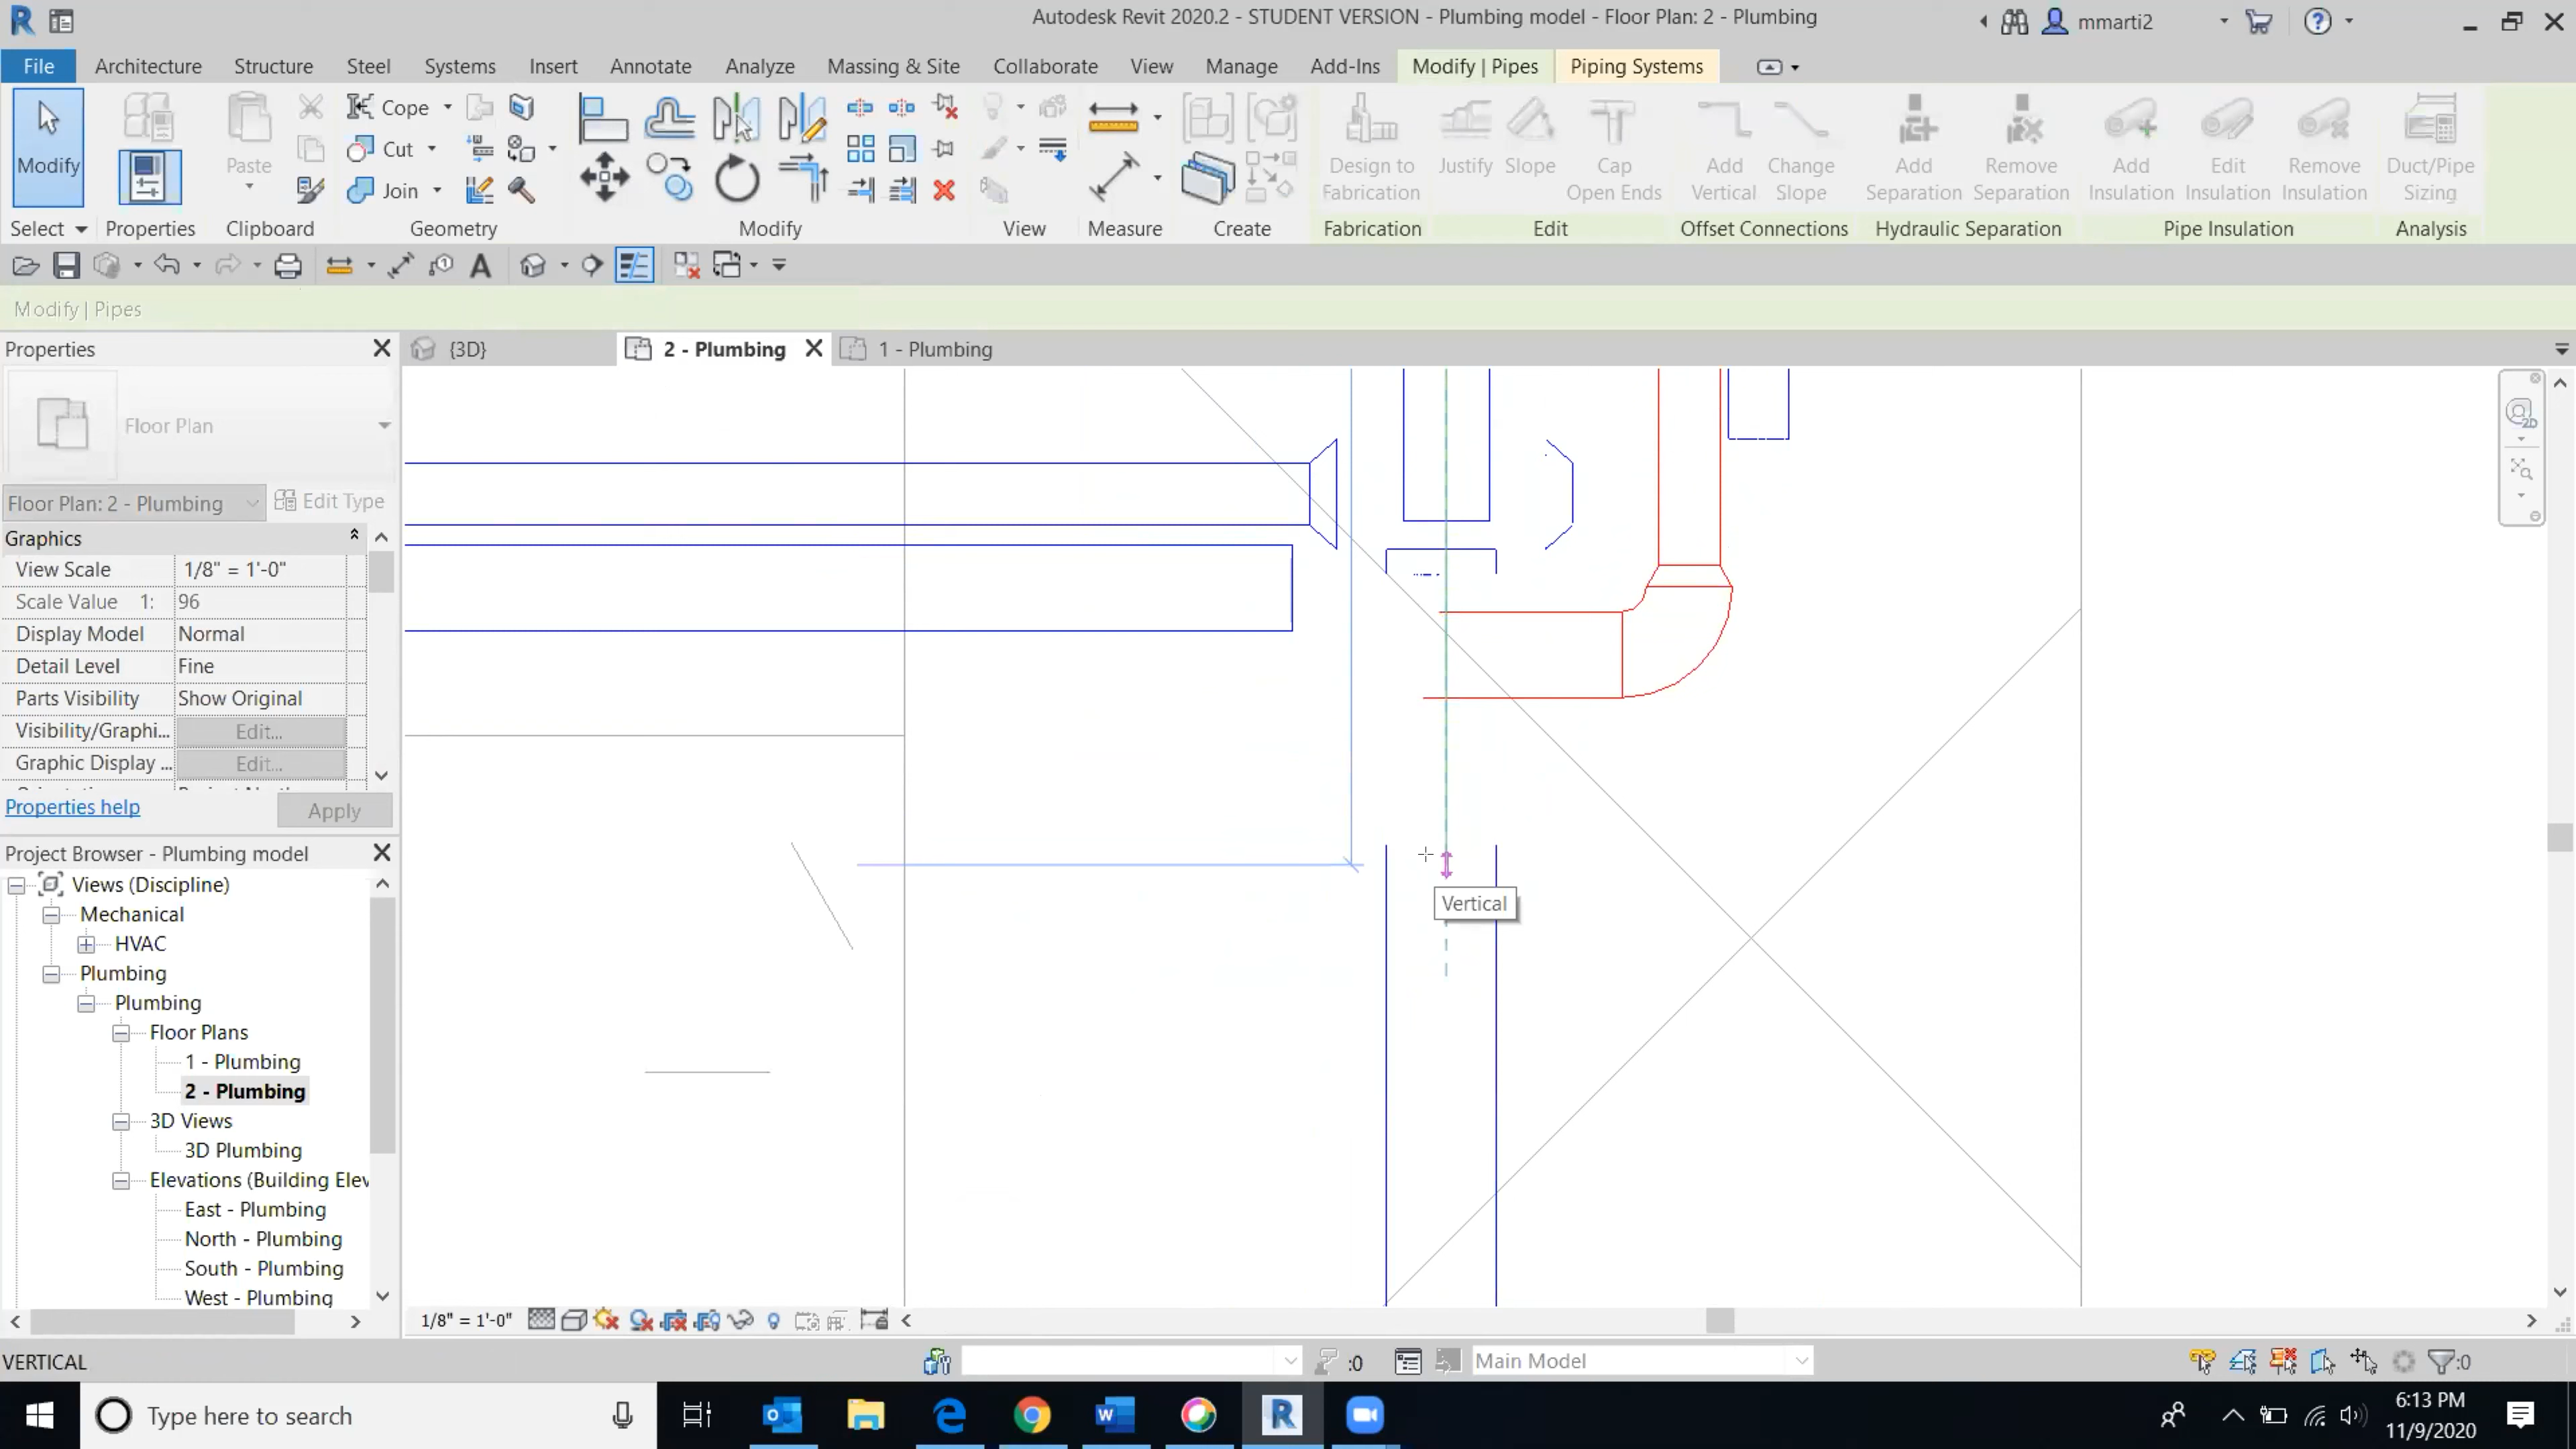 Autodesk Revit 2020.2 - STUDENT VERSION - Plumbing model - Floor Plan: 2 - Plumbing
mmarti2
File Architecture Structure Steel Systems Insert Annotate Analyze Massing & Site Collaborate View Manage Add-Ins Modify | Pipes Piping Systems
Modify
Paste
Cope
Cut
Join
Design to Fabrication
Justify
Slope
Cap Open Ends
Add Vertical
Change Slope
Add Separation
Remove Separation
Add Insulation
Edit Insulation
Remove Insulation
Duct/Pipe Sizing
Select Properties Clipboard Geometry Modify View Measure Create Fabrication Edit Offset Connections Hydraulic Separation Pipe Insulation Analysis
Modify | Pipes
Properties
{3D}
2 - Plumbing
1 - Plumbing
Floor Plan
Floor Plan: 2 - Plumbing
Edit Type
Graphics
View Scale 1/8" = 1'-0"
Scale Value 1: 96
Display Model Normal
Detail Level Fine
Parts Visibility Show Original
Visibility/Graphi... Edit...
Graphic Display ... Edit...
Properties help
Apply
Project Browser - Plumbing model
Views (Discipline)
Mechanical
HVAC
Plumbing
Plumbing
Floor Plans
1 - Plumbing
2 - Plumbing
3D Views
3D Plumbing
Elevations (Building Elev
East - Plumbing
North - Plumbing
South - Plumbing
West - Plumbing
2D
Vertical
1/8" = 1'-0"
VERTICAL
:0
Main Model
:0
Type here to search
6:13 PM
11/9/2020